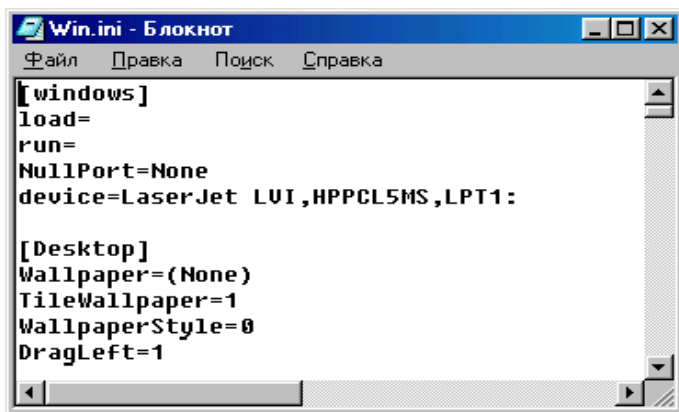 Win.ini - Блокнот
Файл Правка Поиск Справка
[windows]
load=
run=
NullPort=None
device=LaserJet LVI,HPPCL5MS,LPT1:

[Desktop]
Wallpaper=(None)
TileWallpaper=1
WallpaperStyle=0
DragLeft=1